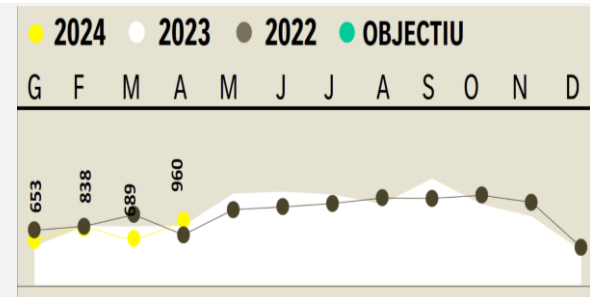 2024 2023 2022 OBJECTIU
G F M A M J J A S O N D
653 838 689 960